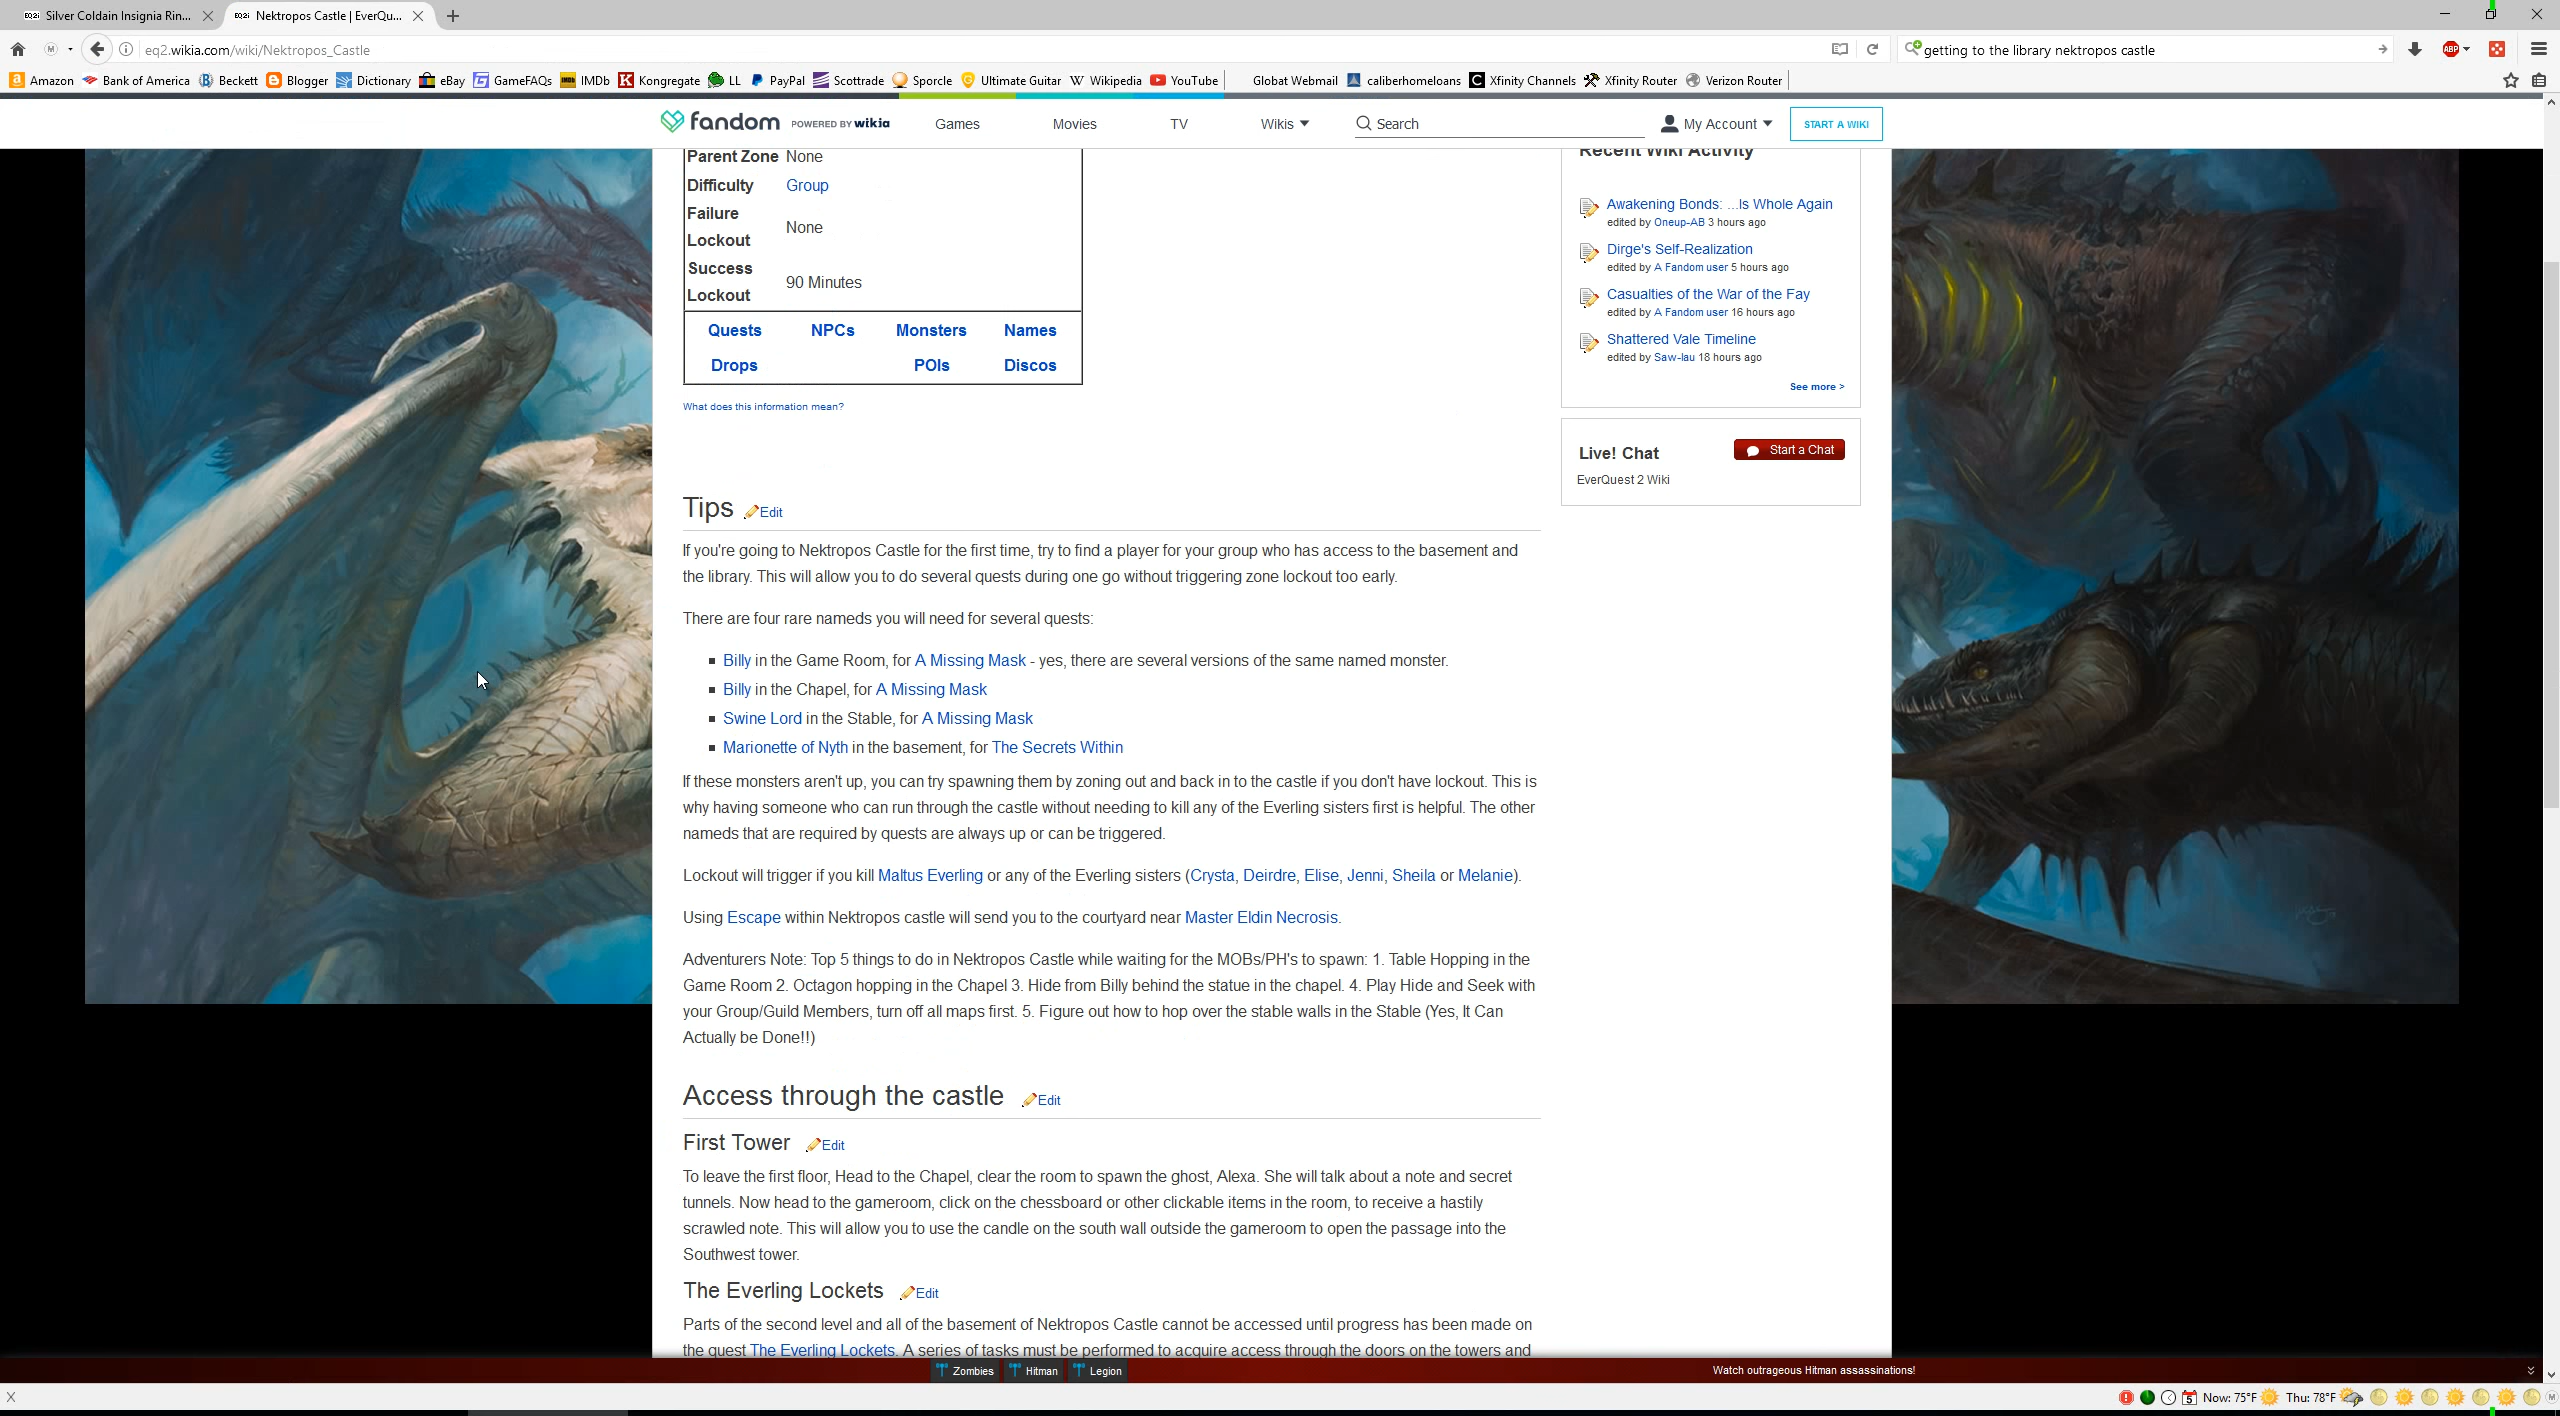 EQ2i Silver Coldain Insignia Rin... EQ2i Nektropos Castle | EverQu...
eq2.wikia.com/wiki/Nektropos_Castle
getting to the library nektropos castle
ABP
Amazon Bank of America Beckett Blogger Dictionary eBay GameFAQs IMDb Kongregate LL PayPal Scottrade Sporcle Ultimate Guitar Wikipedia YouTube Globat Webmail caliberhomeloans Xfinity Channels Xfinity Router Verizon Router
fandom POWERED BY wikia Games Movies TV Wikis Search My Account START A WIKI
Parent Zone None
Difficulty Group
Failure Lockout None
Success Lockout 90 Minutes
Quests NPCs Monsters Names
Drops POIs Discos
What does this information mean?
Recent Wiki Activity
Awakening Bonds: ...Is Whole Again
edited by Oneup-AB 3 hours ago
Dirge's Self-Realization
edited by A Fandom user 5 hours ago
Casualties of the War of the Fay
edited by A Fandom user 16 hours ago
Shattered Vale Timeline
edited by Saw-lau 18 hours ago
See more >
Live! Chat Start a Chat
EverQuest 2 Wiki
Tips Edit
If you're going to Nektropos Castle for the first time, try to find a player for your group who has access to the basement and
the library. This will allow you to do several quests during one go without triggering zone lockout too early.
There are four rare nameds you will need for several quests:
Billy in the Game Room, for A Missing Mask - yes, there are several versions of the same named monster.
Billy in the Chapel, for A Missing Mask
Swine Lord in the Stable, for A Missing Mask
Marionette of Nyth in the basement, for The Secrets Within
If these monsters aren't up, you can try spawning them by zoning out and back in to the castle if you don't have lockout. This is
why having someone who can run through the castle without needing to kill any of the Everling sisters first is helpful. The other
nameds that are required by quests are always up or can be triggered.
Lockout will trigger if you kill Maltus Everling or any of the Everling sisters (Crysta, Deirdre, Elise, Jenni, Sheila or Melanie).
Using Escape within Nektropos castle will send you to the courtyard near Master Eldin Necrosis.
Adventurers Note: Top 5 things to do in Nektropos Castle while waiting for the MOBs/PH's to spawn: 1. Table Hopping in the
Game Room 2. Octagon hopping in the Chapel 3. Hide from Billy behind the statue in the chapel. 4. Play Hide and Seek with
your Group/Guild Members, turn off all maps first. 5. Figure out how to hop over the stable walls in the Stable (Yes, It Can
Actually be Done!!)
Access through the castle Edit
First Tower Edit
To leave the first floor, Head to the Chapel, clear the room to spawn the ghost, Alexa. She will talk about a note and secret
tunnels. Now head to the gameroom, click on the chessboard or other clickable items in the room, to receive a hastily
scrawled note. This will allow you to use the candle on the south wall outside the gameroom to open the passage into the
Southwest tower.
The Everling Lockets Edit
Parts of the second level and all of the basement of Nektropos Castle cannot be accessed until progress has been made on
the quest The Everling Lockets. A series of tasks must be performed to acquire access through the doors on the towers and
Zombies Hitman Legion Watch outrageous Hitman assassinations!
5 Now: 75°F Thu: 78°F